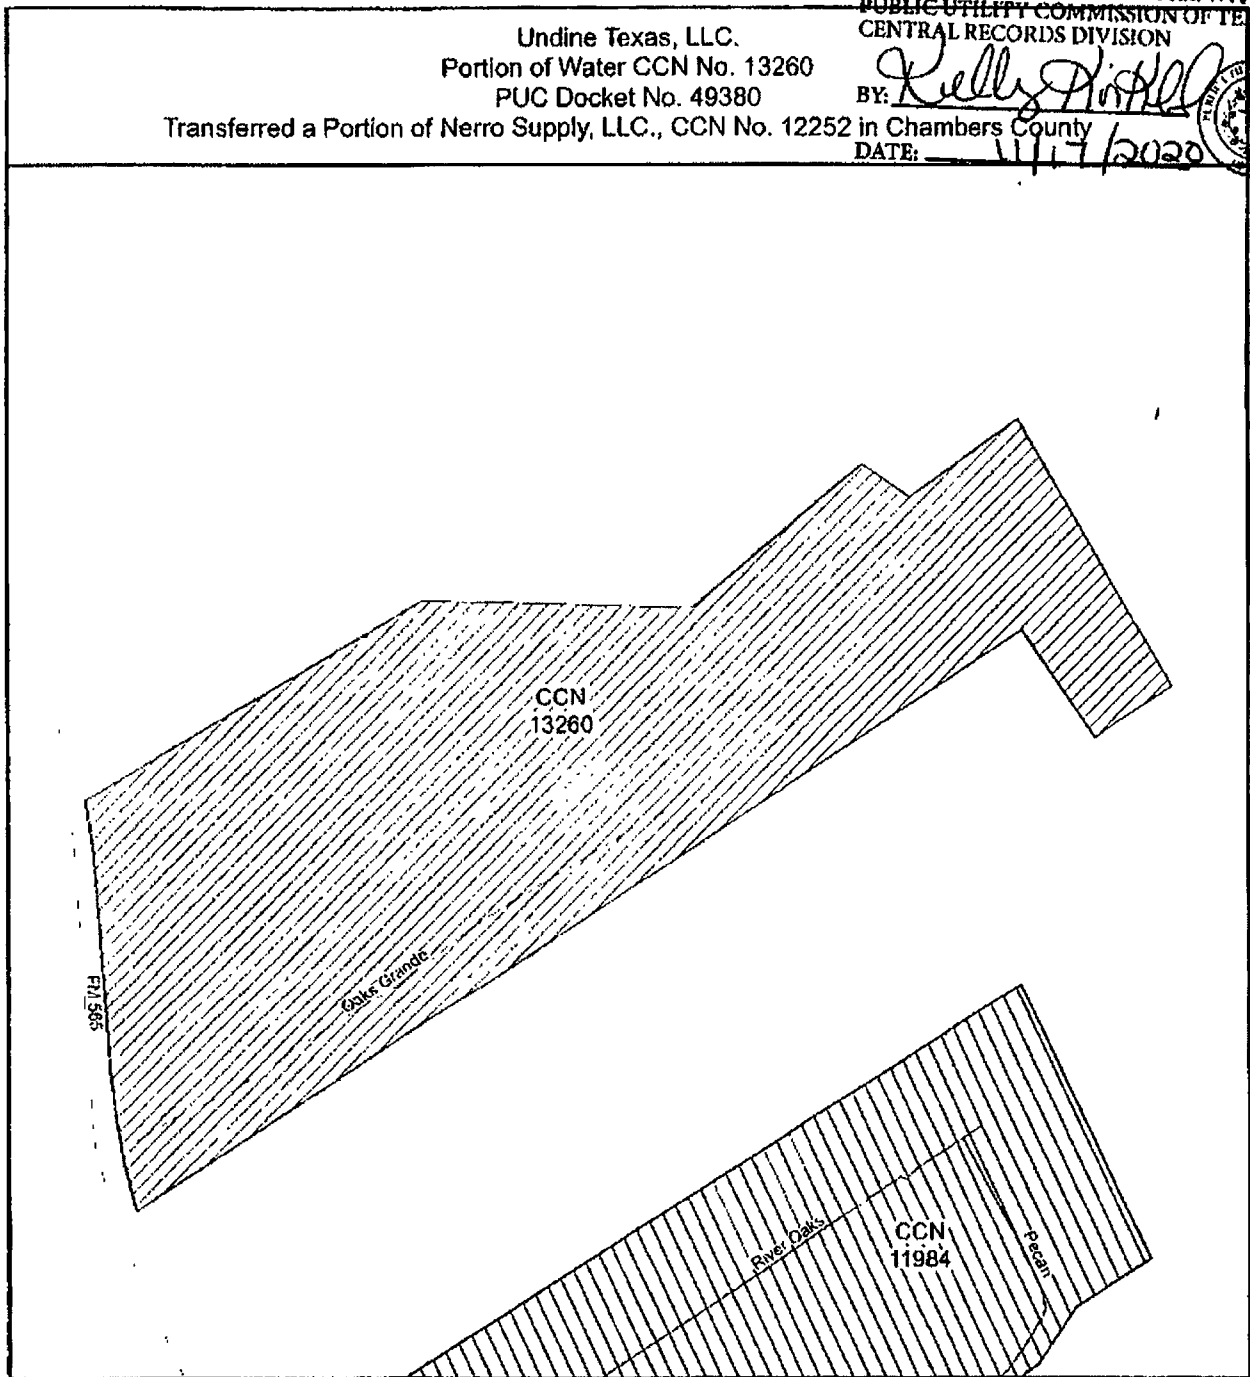 PUBLIC UTILITY COMMISSION OF TE
CENTRAL RECORDS DIVISION
BY:
DATE: 11/17/2020
Undine Texas, LLC.
Portion of Water CCN No. 13260
PUC Docket No. 49380
Transferred a Portion of Nerro Supply, LLC., CCN No. 12252 in Chambers County
CCN
13260
Oaks Grande
FM 565
River Oaks
CCN
11984
Pecan